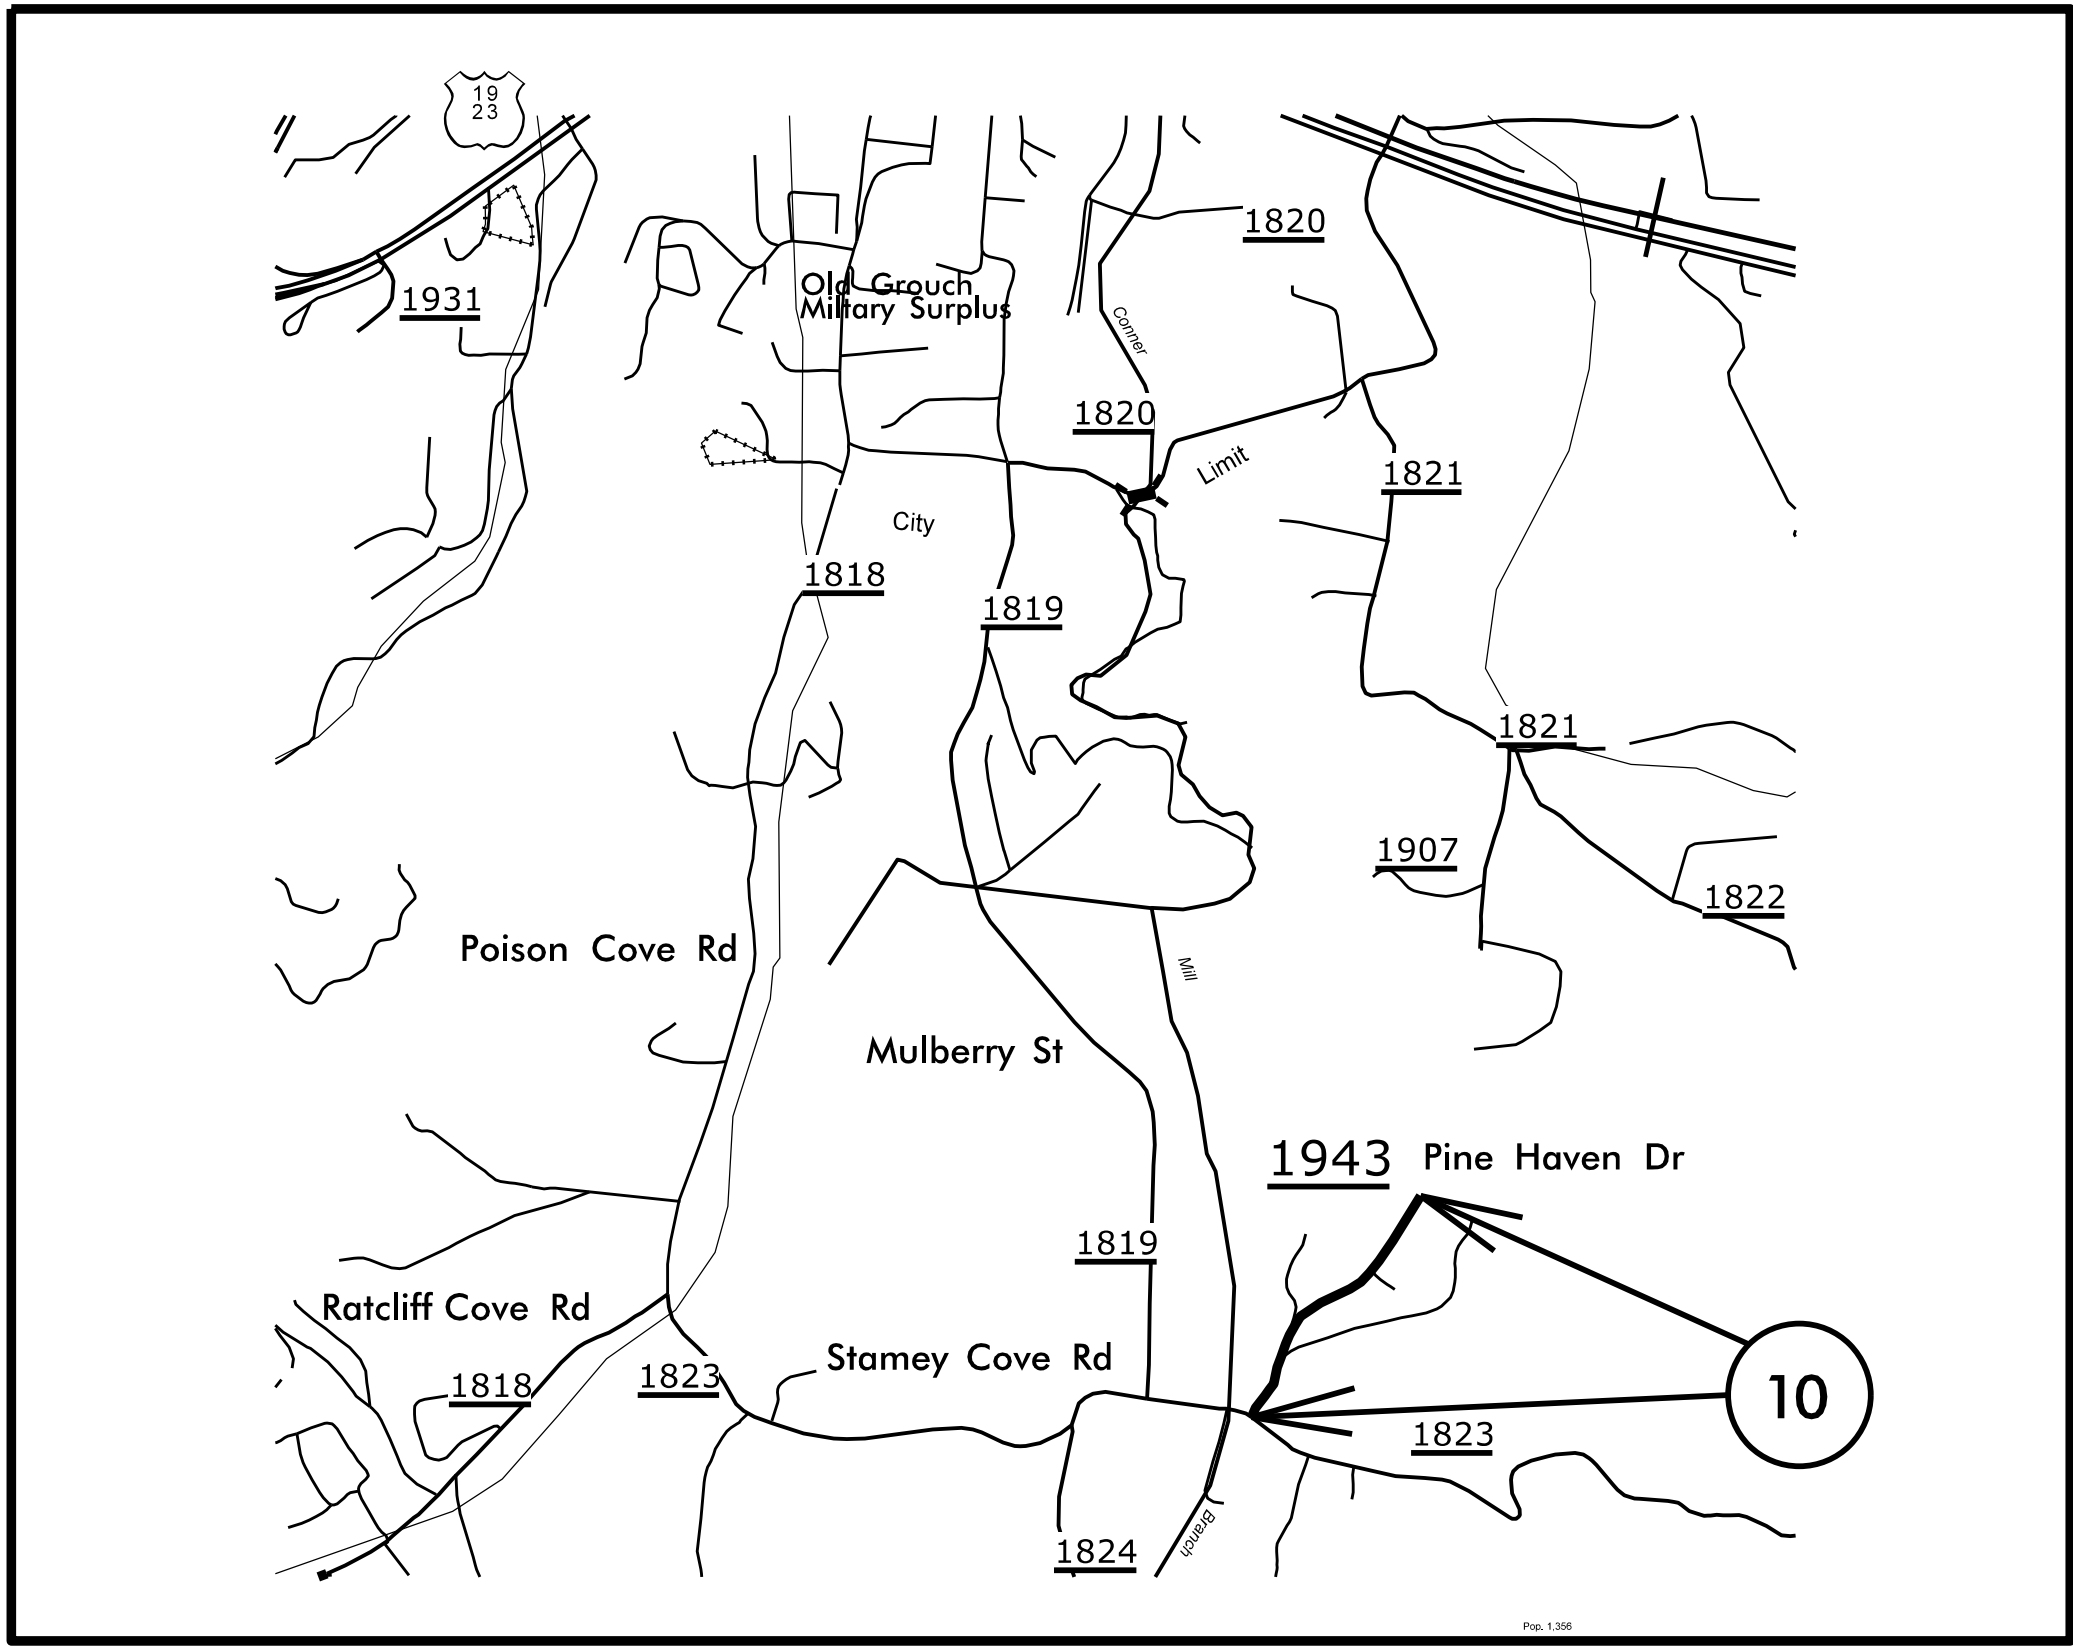 19
23
1820
1931
Old Grouch
Miltary Surplus
Conner
1820
Limit
1821
City
1818
1819
1821
1907
1822
Poison Cove Rd
Mill
Mulberry St
1943 Pine Haven Dr
1819
Ratcliff Cove Rd
Stamey Cove Rd
1823
1818
10
1823
Branch
1824
Pop. 1,356